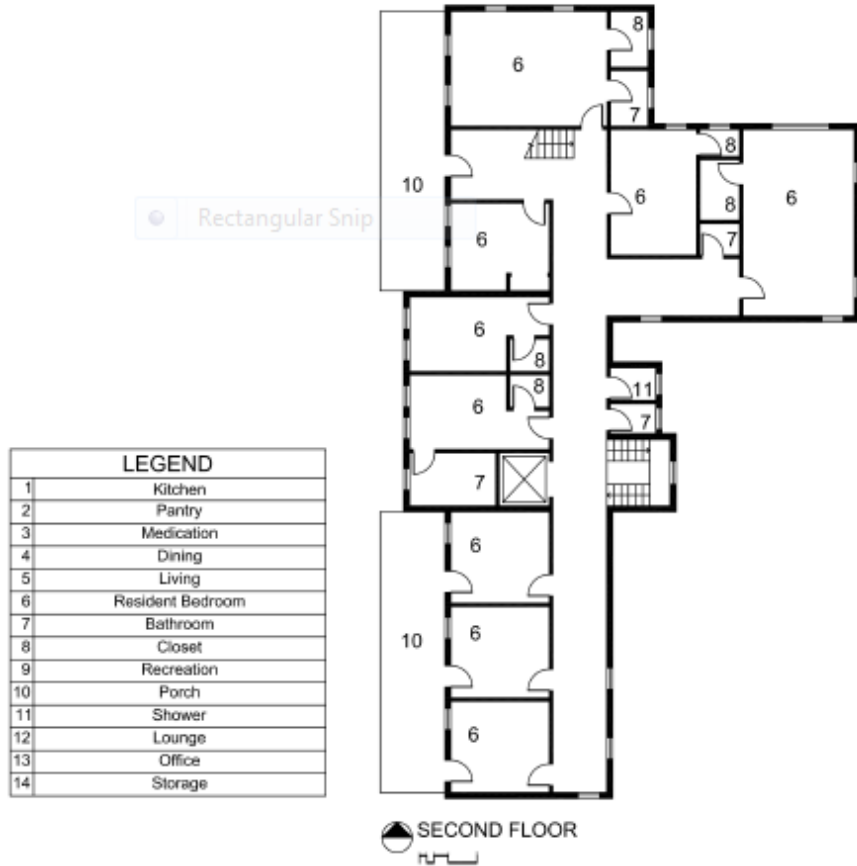 8
6
7
8
10
6
8
6
Rectangular Snip
6
7
6
8
8
11
6
7
7
LEGEND
1 Kitchen
2 Pantry
3 Medication
4 Dining
5 Living
6 Resident Bedroom
7 Bathroom
8 Closet
9 Recreation
10 Porch
11 Shower
12 Lounge
13 Office
14 Storage
6
10
6
6
SECOND FLOOR